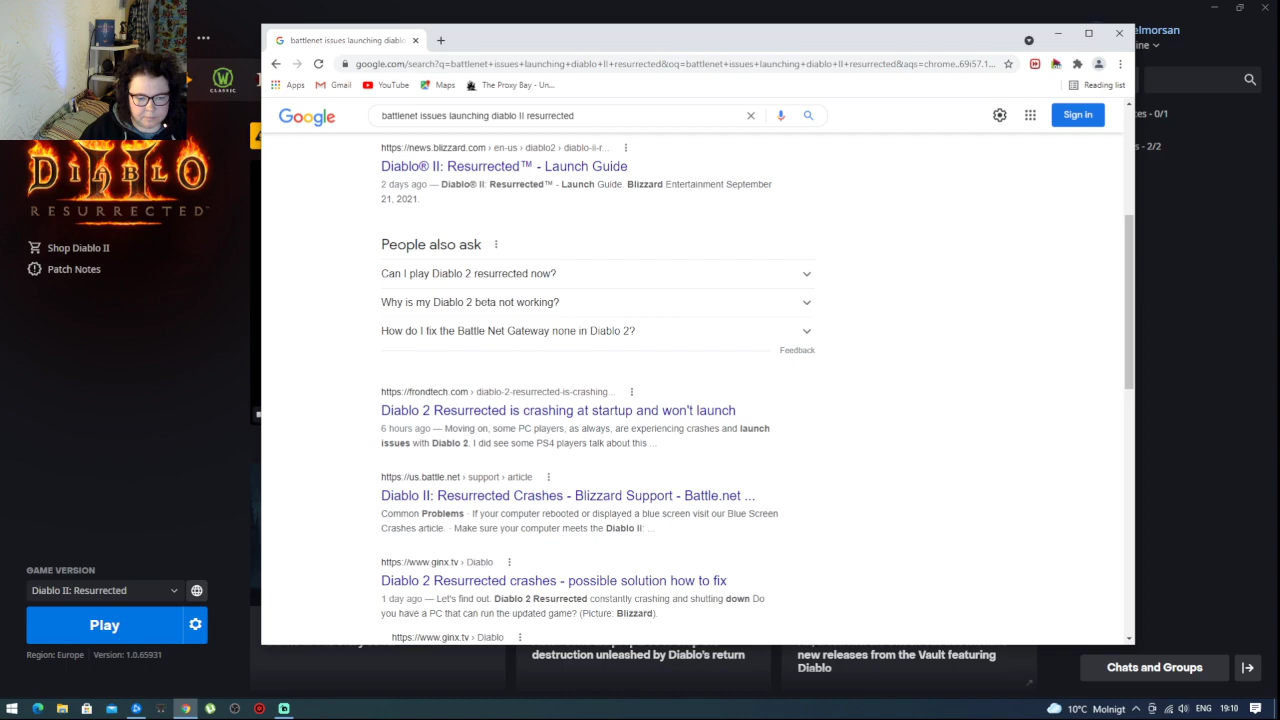 battlenet issues launching diablo
elmorsan
ine
google.com/search?q=battlenet+issues+launching+diablo+II+resurrected&oq=battlenet+issues+launching+diablo+II+resurrected&aqs=chrome..69i57.1...
Apps Gmail YouTube Maps The Proxy Bay - Un... Reading list
CLASSIC
Google battlenet issues launching diablo II resurrected Sign in
es - 0/1
s - 2/2
https://news.blizzard.com › en-us › diablo2 › diablo-ii-r...
Diablo® II: Resurrected™ - Launch Guide
2 days ago — Diablo® II: Resurrected™ - Launch Guide. Blizzard Entertainment September
21, 2021.
DIABLO
II
RESURRECTED
Shop Diablo II
Patch Notes
People also ask
Can I play Diablo 2 resurrected now?
Why is my Diablo 2 beta not working?
How do I fix the Battle Net Gateway none in Diablo 2?
Feedback
https://frondtech.com › diablo-2-resurrected-is-crashing...
Diablo 2 Resurrected is crashing at startup and won't launch
6 hours ago — Moving on, some PC players, as always, are experiencing crashes and launch
issues with Diablo 2. I did see some PS4 players talk about this ...
https://us.battle.net › support › article
Diablo II: Resurrected Crashes - Blizzard Support - Battle.net ...
Common Problems · If your computer rebooted or displayed a blue screen visit our Blue Screen
Crashes article. · Make sure your computer meets the Diablo II: ...
https://www.ginx.tv › Diablo
Diablo 2 Resurrected crashes - possible solution how to fix
1 day ago — Let's find out. Diablo 2 Resurrected constantly crashing and shutting down Do
you have a PC that can run the updated game? (Picture: Blizzard).
https://www.ginx.tv › Diablo
GAME VERSION
Diablo II: Resurrected
Play
Region: Europe Version: 1.0.65931
destruction unleashed by Diablo's return
new releases from the Vault featuring
Diablo
Chats and Groups
10°C Molnigt ENG 19:10